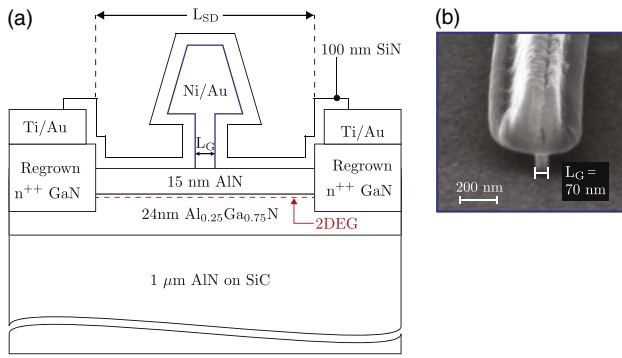 (a)
L_SD
100 nm SiN
Ni/Au
L_G
Ti/Au
Ti/Au
Regrown
n⁺⁺ GaN
Regrown
n⁺⁺ GaN
15 nm AlN
24nm Al₀.₂₅Ga₀.₇₅N
2DEG
1 μm AlN on SiC
(b)
L_G =
70 nm
200 nm